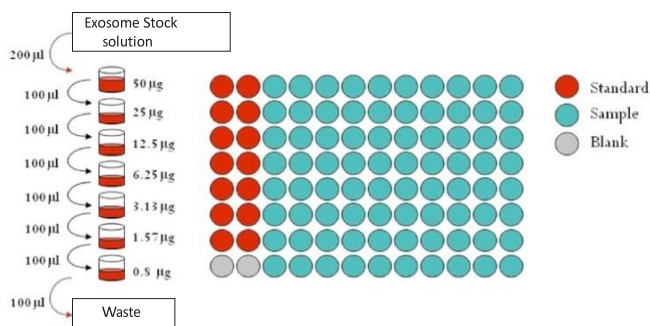 Exosome Stock
solution
200 µl
50 µg
100 µl
25 µg
100 µl
12.5 µg
100 µl
6.25 µg
100 µl
3.13 µg
100 µl
1.57 µg
100 µl
0.8 µg
100 µl
Waste
Standard
Sample
Blank